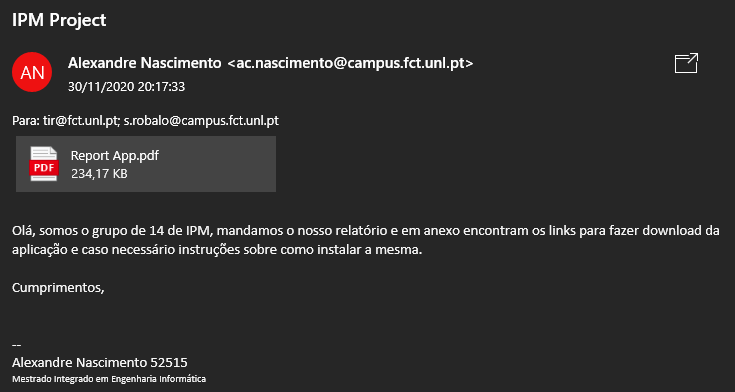 IPM Project
AN
Alexandre Nascimento <ac.nascimento@campus.fct.unl.pt>
30/11/2020 20:17:33
Para: tir@fct.unl.pt; s.robalo@campus.fct.unl.pt
PDF
Report App.pdf
234,17 KB
Olá, somos o grupo de 14 de IPM, mandamos o nosso relatório e em anexo encontram os links para fazer download da
aplicação e caso necessário instruções sobre como instalar a mesma.
Cumprimentos,
--
Alexandre Nascimento 52515
Mestrado Integrado em Engenharia Informática